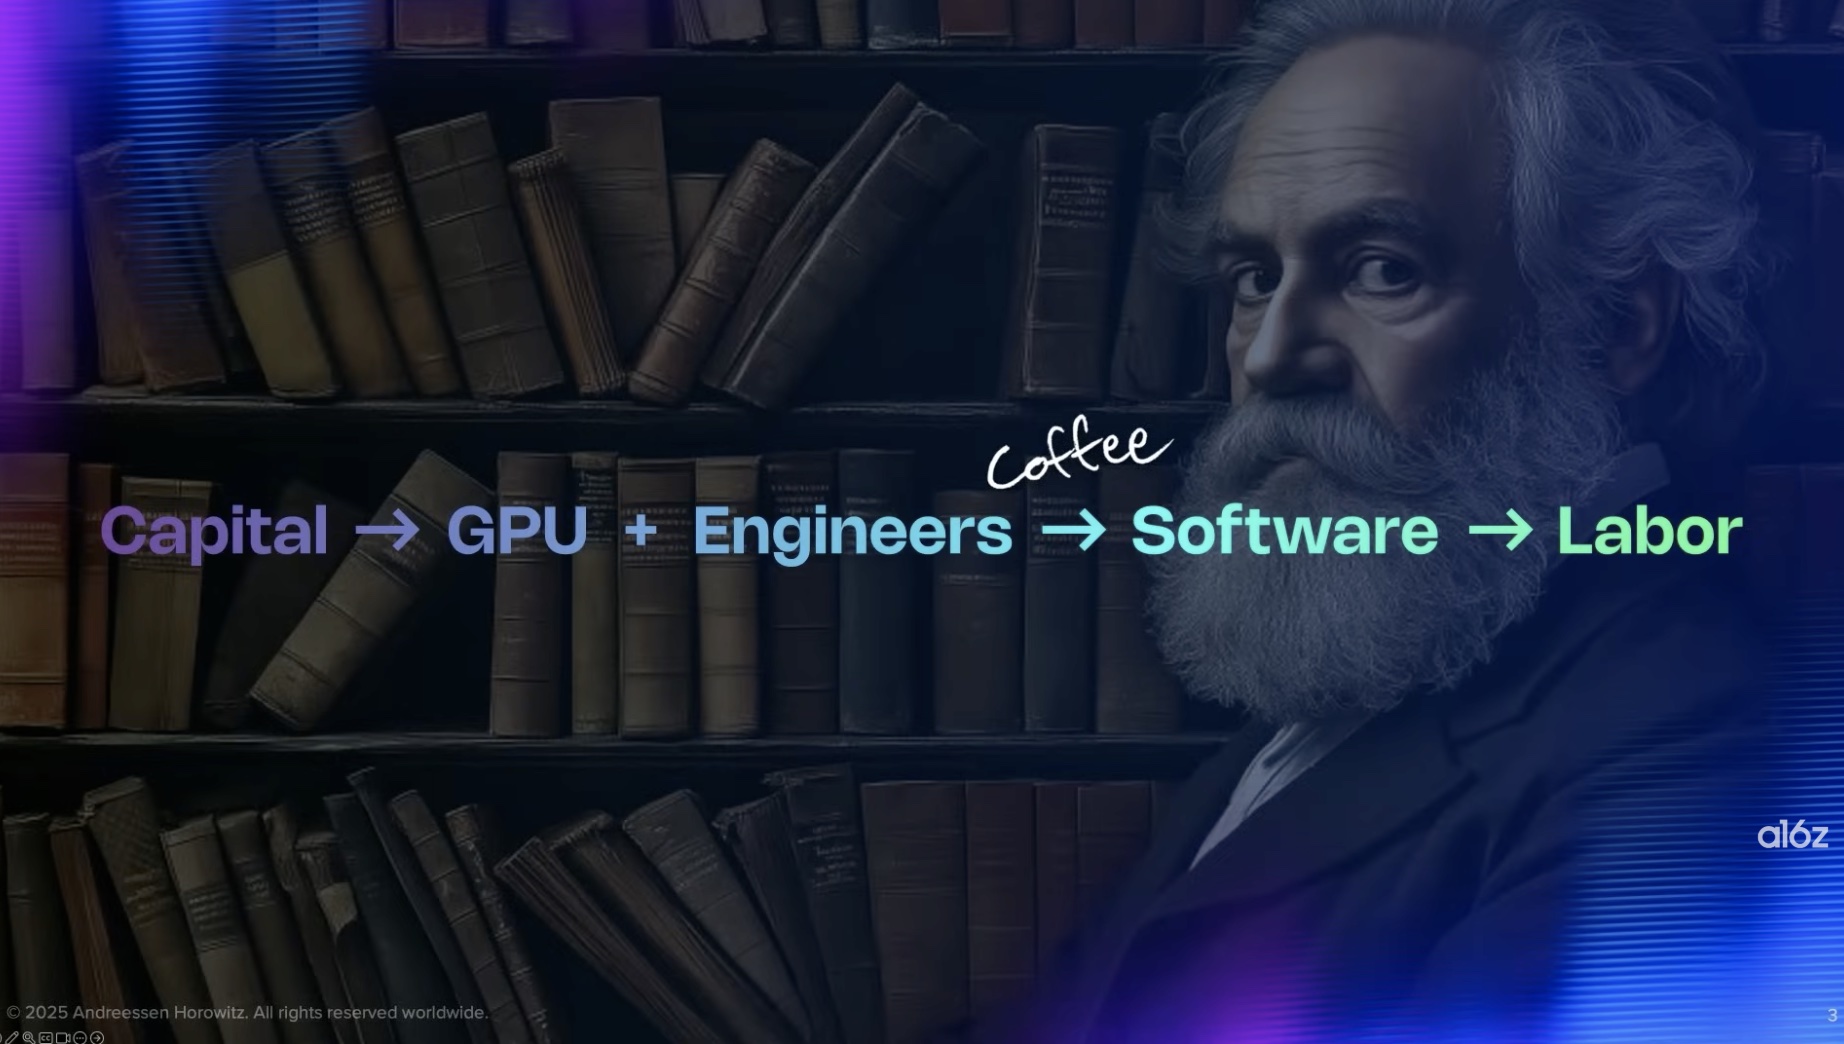 Coffee
Capital → GPU + Engineers → Software → Labor
a16z
© 2025 Andreessen Horowitz. All rights reserved worldwide.
3